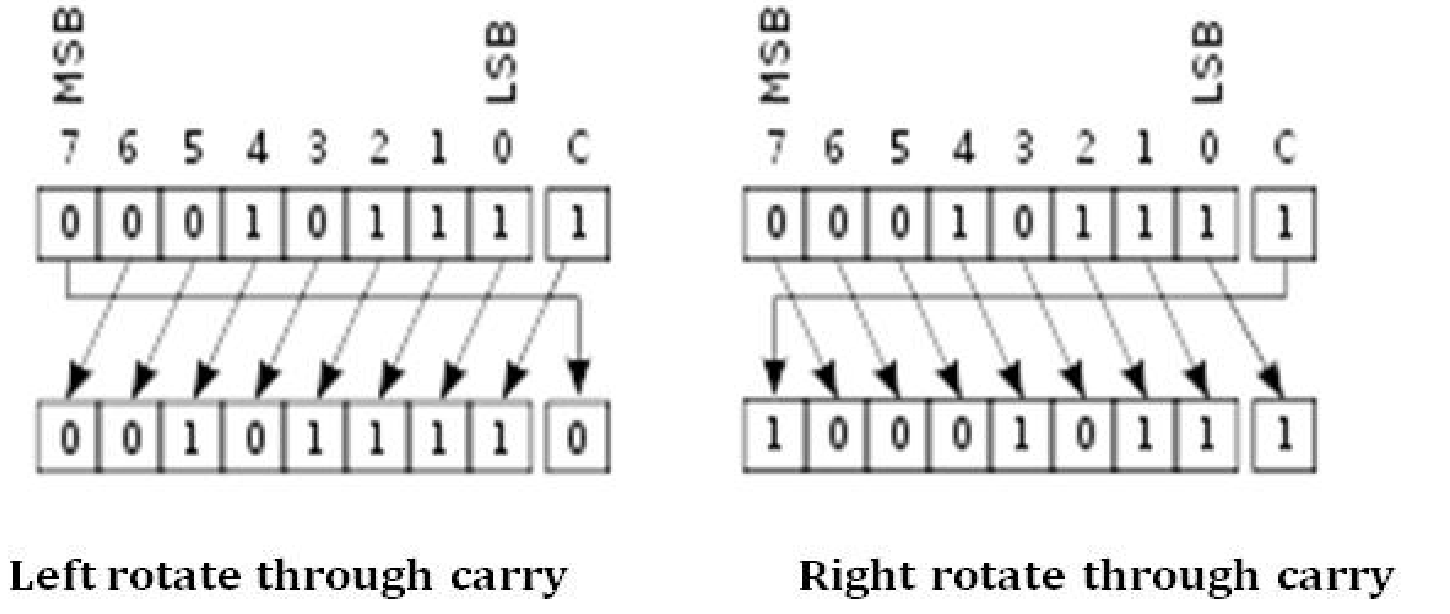 MSB LSB MSB LSB
7 6 5 4 3 2 1 0 C 7 6 5 4 3 2 1 0 C
0 0 0 1 0 1 1 1 1 0 0 0 1 0 1 1 1 1
0 0 1 0 1 1 1 1 0 1 0 0 0 1 0 1 1 1
Left rotate through carry Right rotate through carry